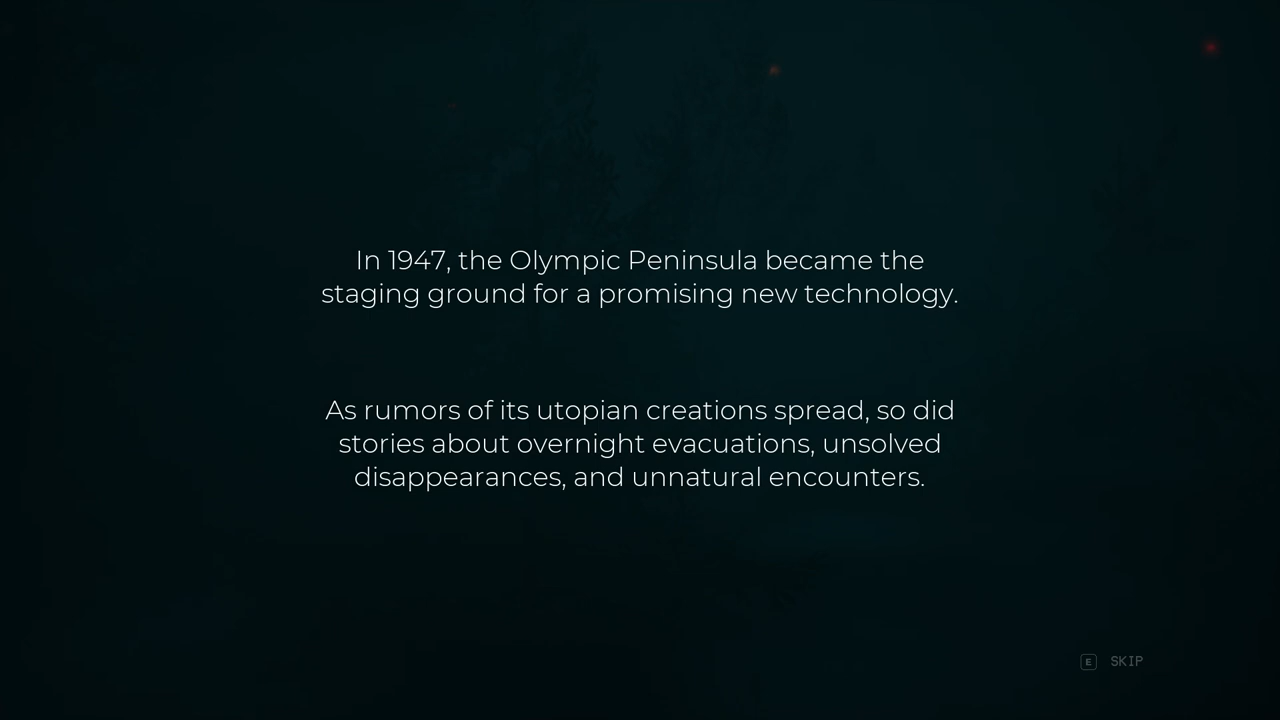 In 1947, the Olympic Peninsula became the
staging ground for a promising new technology.
As rumors of its utopian creations spread, so did
stories about overnight evacuations, unsolved
disappearances, and unnatural encounters.
E SKIP